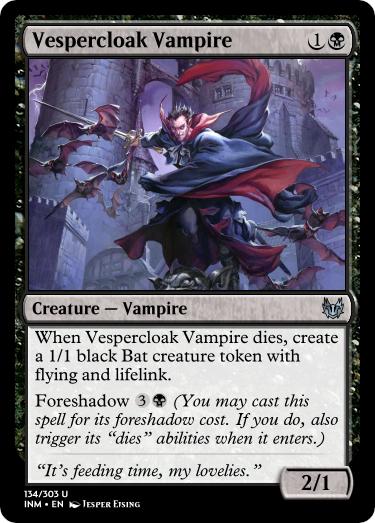 Vespercloak Vampire 1
Creature — Vampire
When Vespercloak Vampire dies, create
a 1/1 black Bat creature token with
flying and lifelink.
Foreshadow 3 (You may cast this
spell for its foreshadow cost. If you do, also
trigger its “dies” abilities when it enters.)
“It’s feeding time, my lovelies.”
2/1
134/303 U
INM • EN Jesper Ejsing